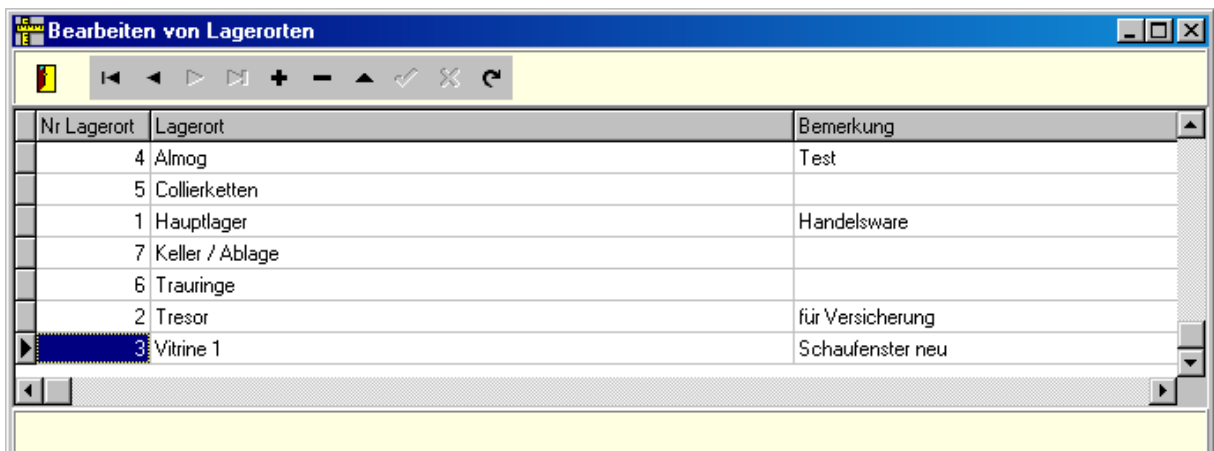 Bearbeiten von Lagerorten
Nr Lagerort Lagerort Bemerkung
4 Almog Test
5 Collierketten
1 Hauptlager Handelsware
7 Keller / Ablage
6 Trauringe
2 Tresor für Versicherung
3 Vitrine 1 Schaufenster neu